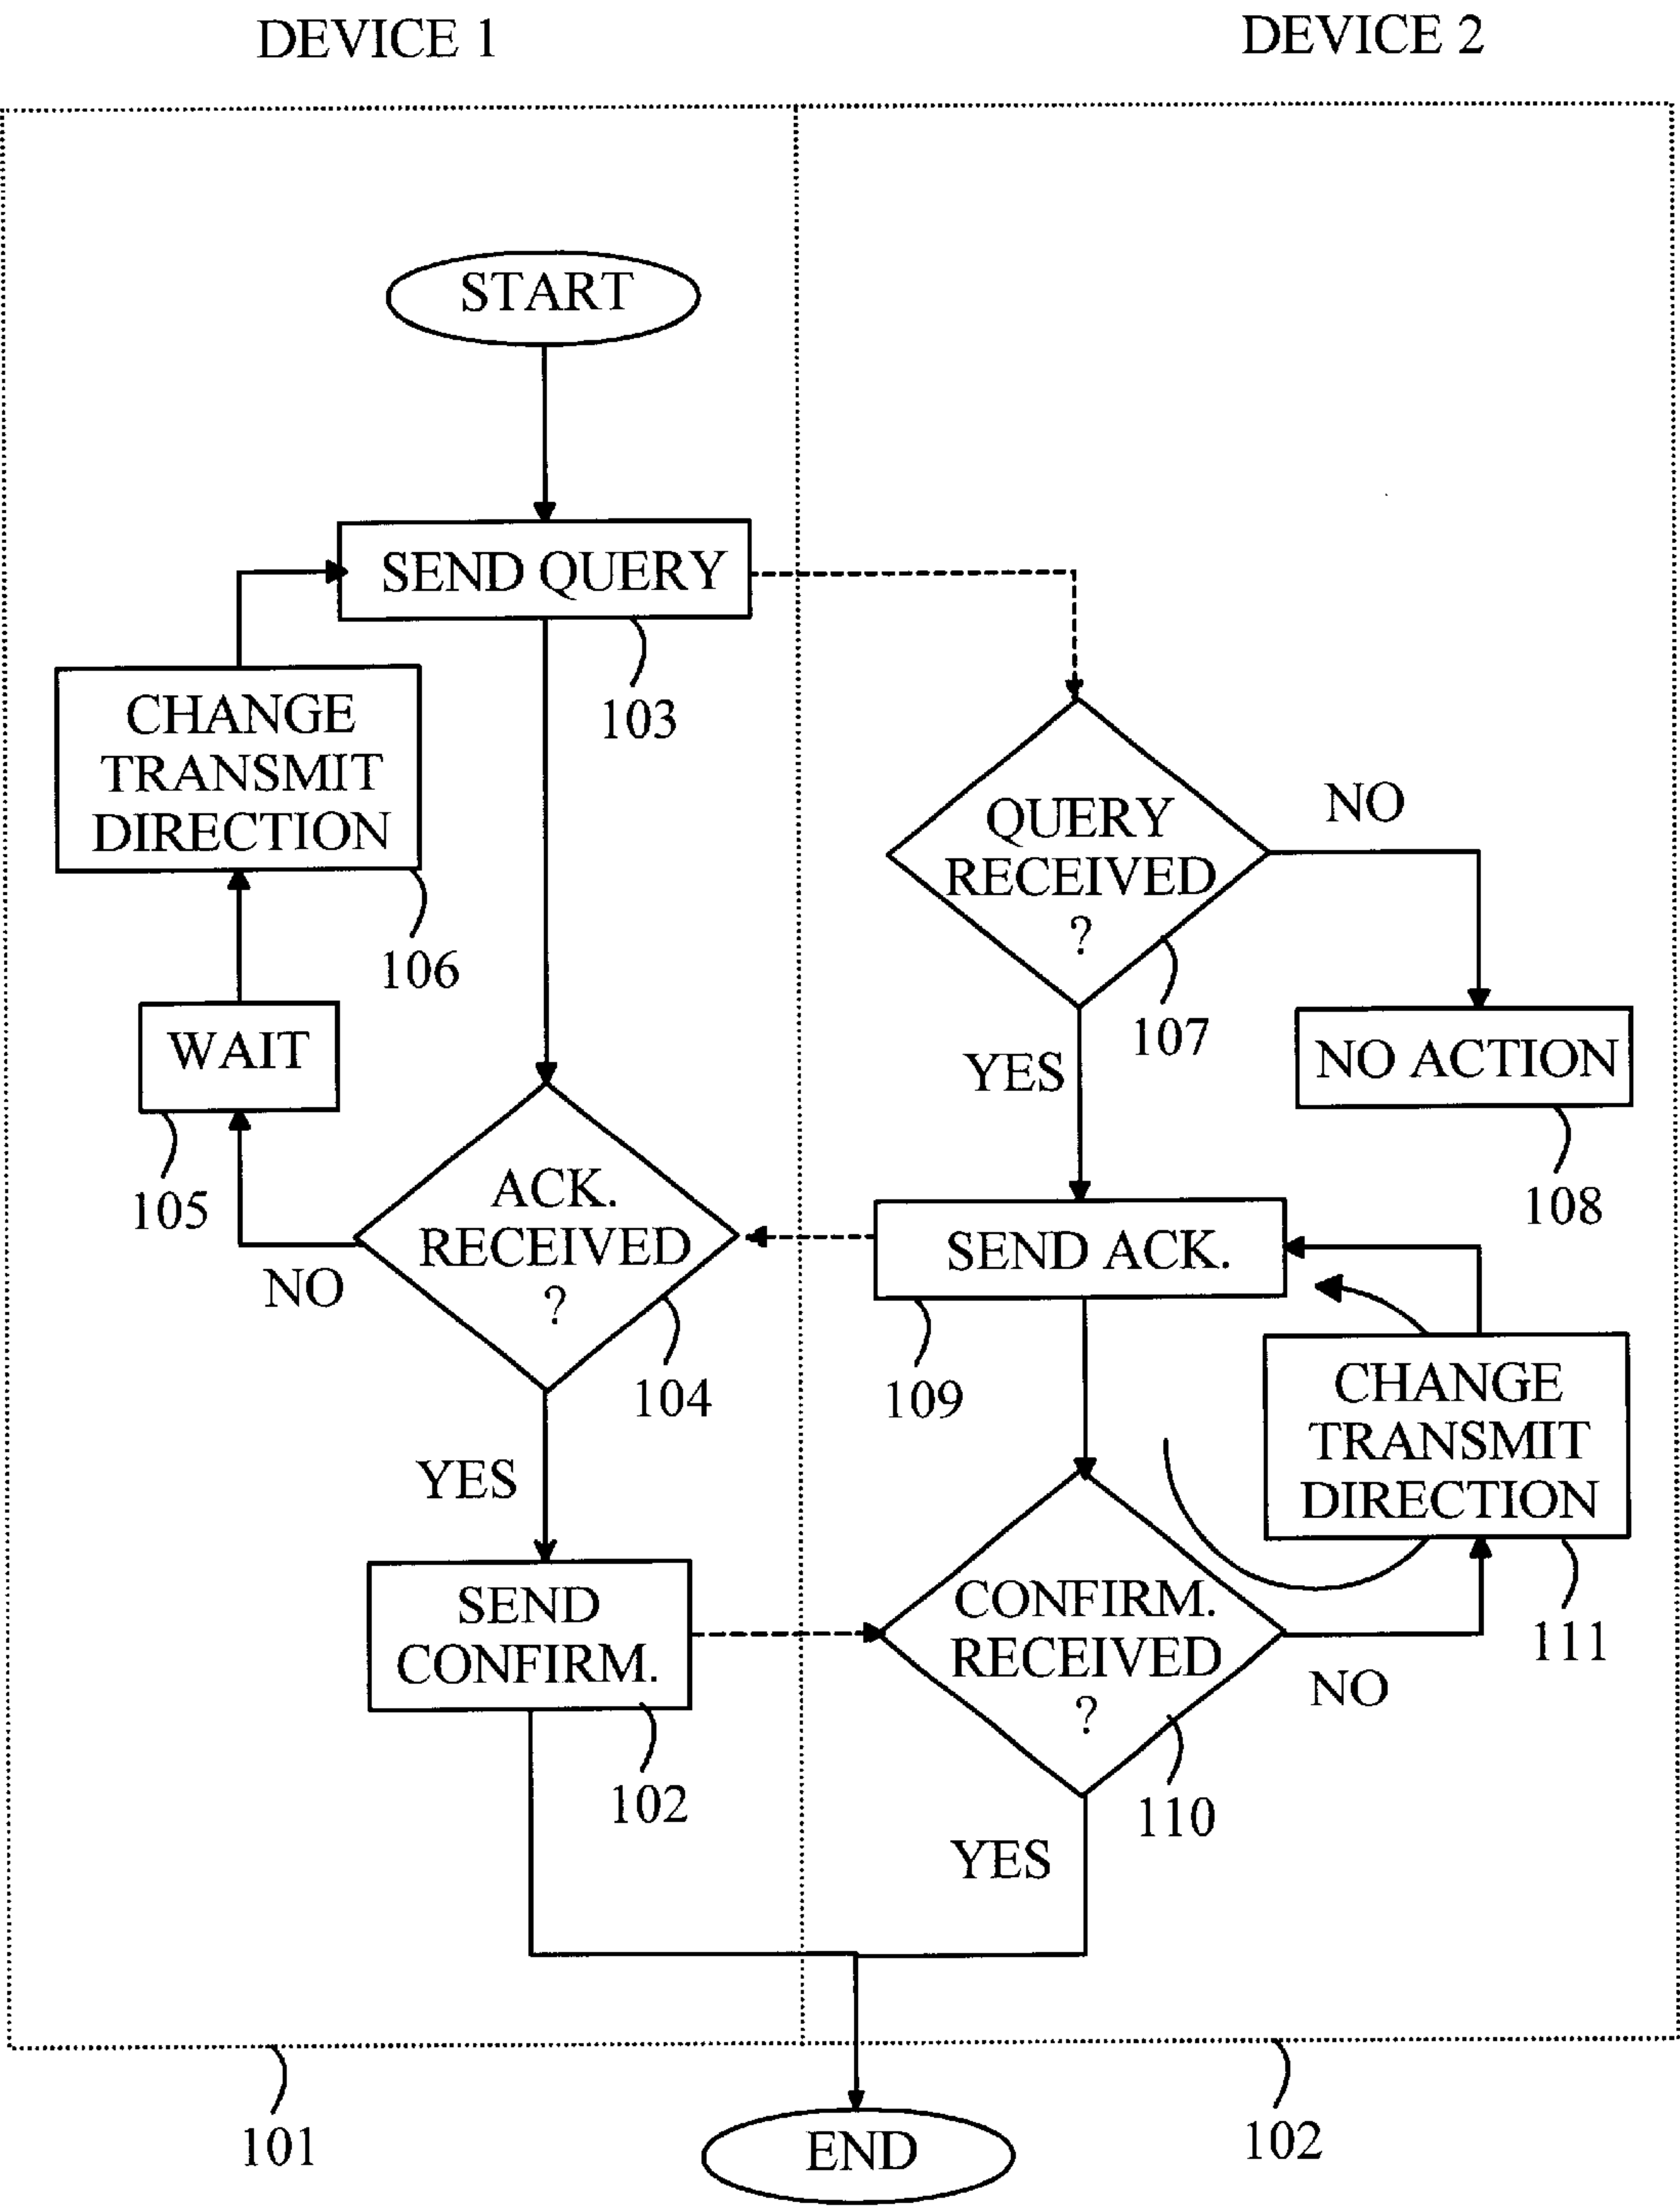 DEVICE 1
DEVICE 2
START
SEND QUERY
103
CHANGE
TRANSMIT
DIRECTION
106
QUERY
RECEIVED
?
107
NO
NO ACTION
108
WAIT
105
YES
ACK.
RECEIVED
?
104
NO
SEND ACK.
109
CHANGE
TRANSMIT
DIRECTION
111
YES
SEND
CONFIRM.
102
CONFIRM.
RECEIVED
?
110
NO
YES
101
END
102